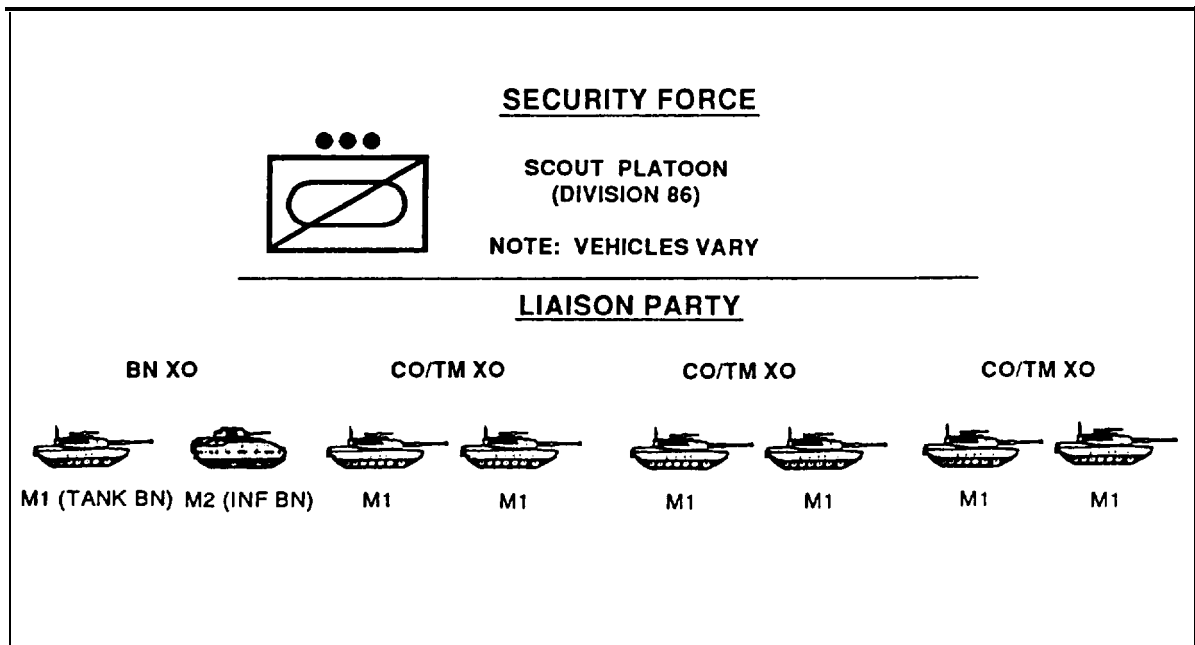 SECURITY FORCE
SCOUT PLATOON
(DIVISION 86)
NOTE: VEHICLES VARY
LIAISON PARTY
BN XO CO/TM XO CO/TM XO CO/TM XO
M1 (TANK BN) M2 (INF BN) M1 M1 M1 M1 M1 M1